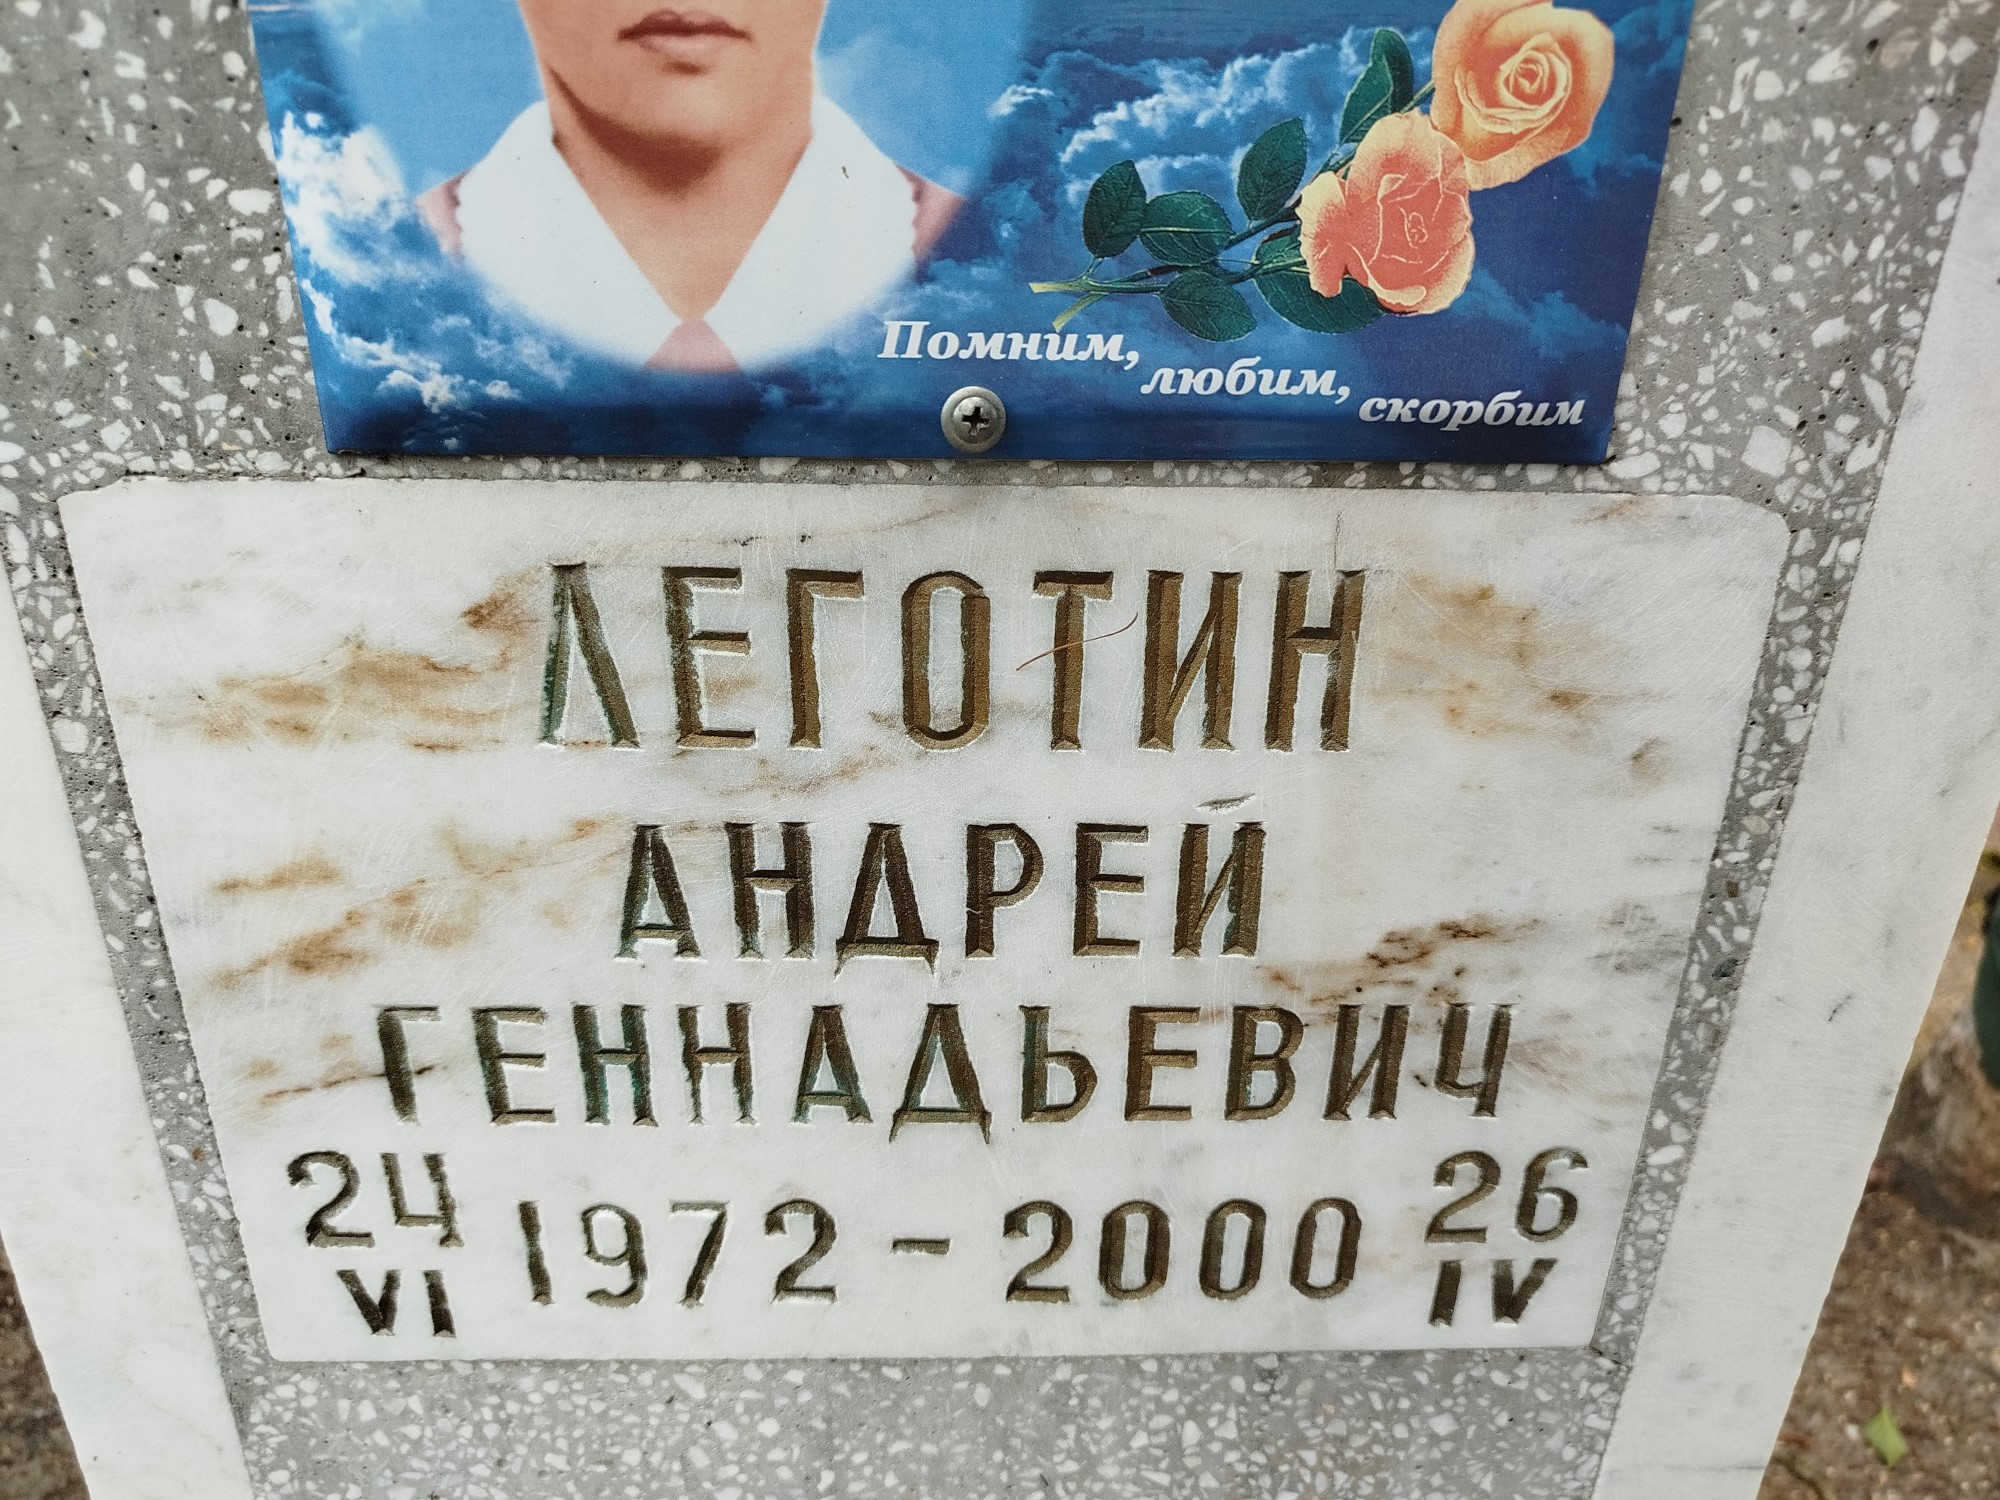 Помним,
любим,
скорбим
ЛЕГОТИН
АНДРЕЙ
ГЕННАДЬЕВИЧ
24 VI 1972 – 2000 26 IV